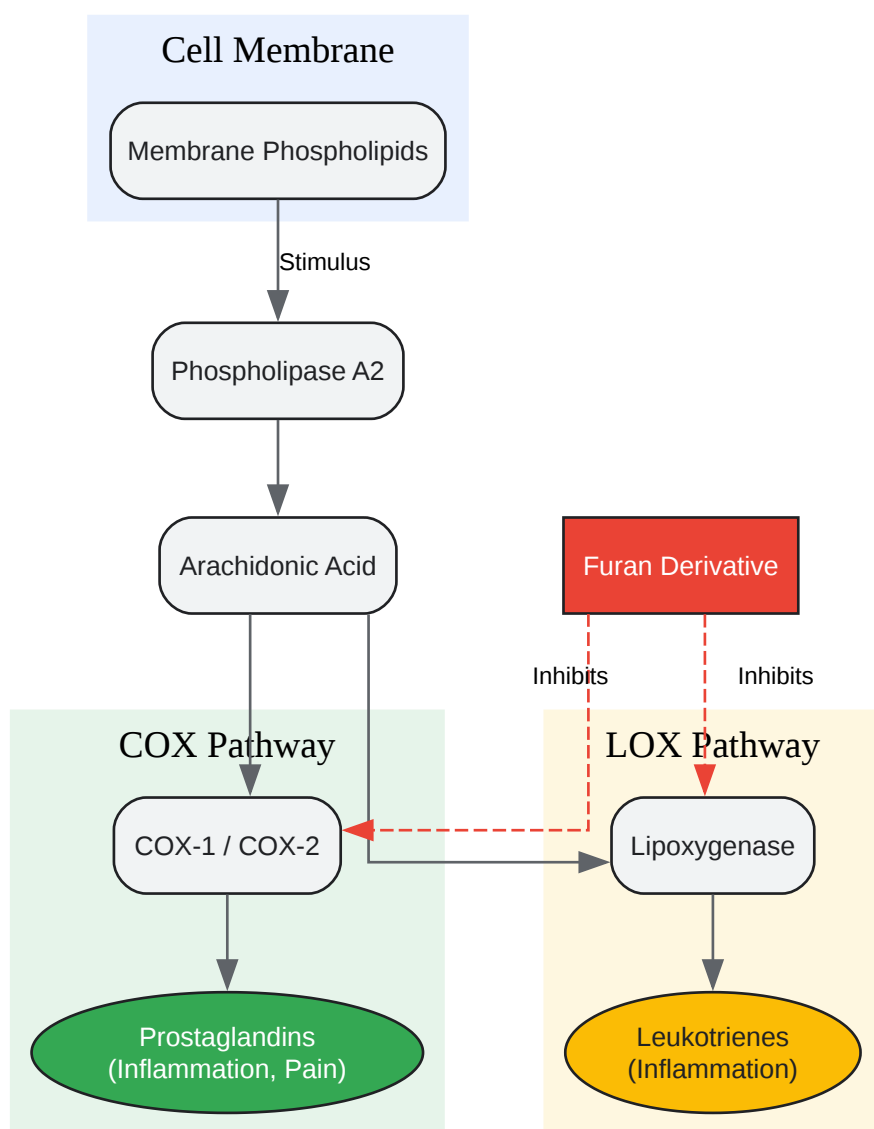 Cell Membrane
Membrane Phospholipids
Stimulus
Phospholipase A2
Arachidonic Acid
Furan Derivative
Inhibits
Inhibits
COX Pathway
LOX Pathway
COX-1 / COX-2
Lipoxygenase
Prostaglandins
(Inflammation, Pain)
Leukotrienes
(Inflammation)